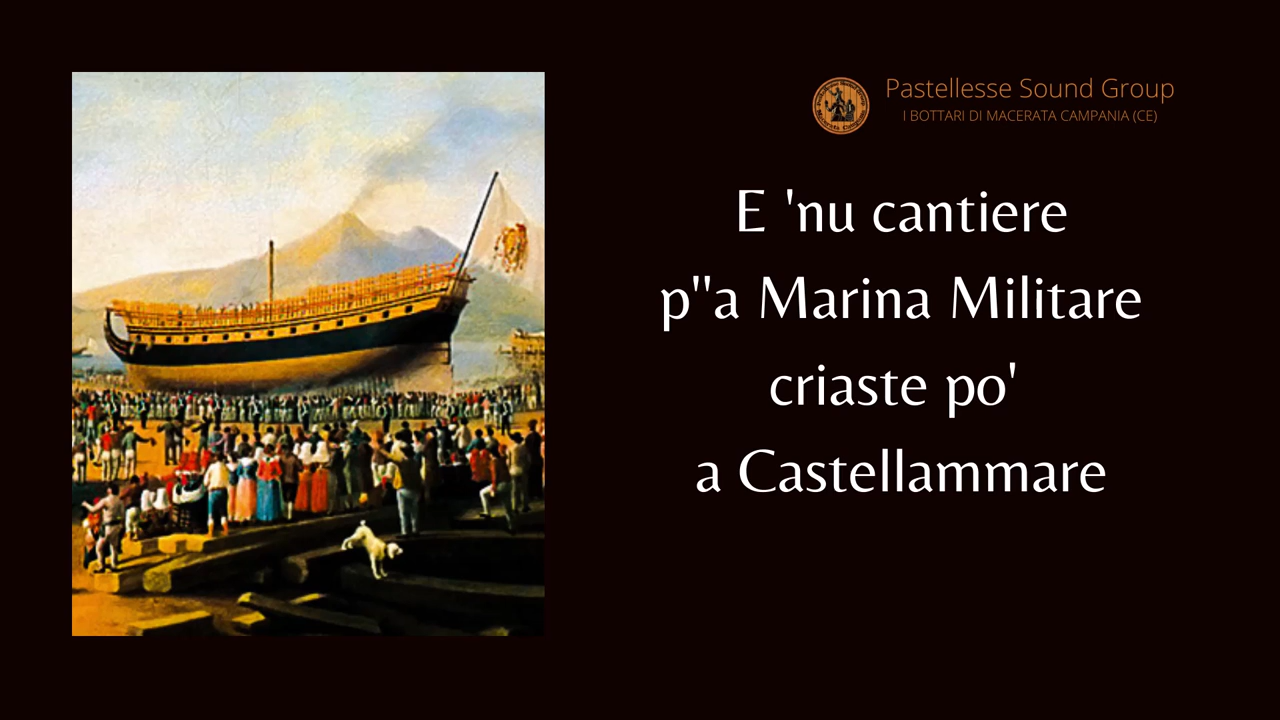 Pastellesse Sound Group
I BOTTARI DI MACERATA CAMPANIA (CE)
E 'nu cantiere
p''a Marina Militare
criaste po'
a Castellammare